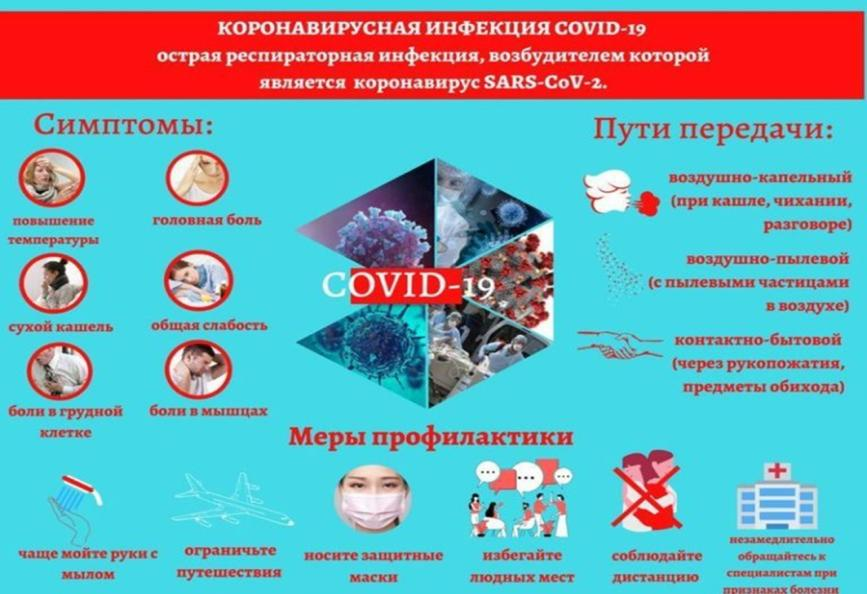 КОРОНАВИРУСНАЯ ИНФЕКЦИЯ COVID-19
острая респираторная инфекция, возбудителем которой
является коронавирус SARS-CoV-2.
Симптомы:
повышение
температуры
головная боль
сухой кашель
общая слабость
боли в грудной
клетке
боли в мышцах
COVID-19
Пути передачи:
воздушно-капельный
(при кашле, чихании,
разговоре)
воздушно-пылевой
(с пылевыми частицами
в воздухе)
контактно-бытовой
(через рукопожатия,
предметы обихода)
Меры профилактики
чаще мойте руки с
мылом
ограничьте
путешествия
носите защитные
маски
избегайте
людных мест
соблюдайте
дистанцию
незамедлительно
обращайтесь к
специалистам при
признаках болезни